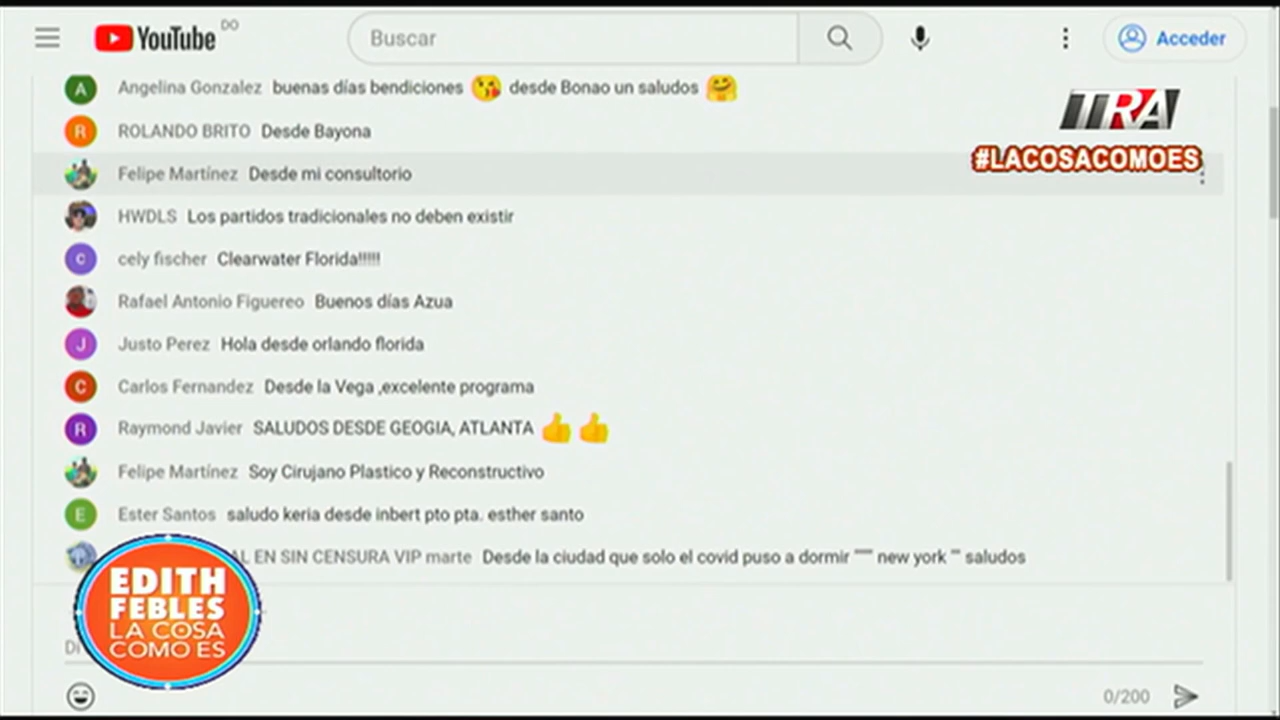 YouTube DO
Buscar
Acceder
A Angelina Gonzalez buenas días bendiciones 😘 desde Bonao un saludos 🤗
TRA
R ROLANDO BRITO Desde Bayona
#LACOSACOMOES
Felipe Martínez Desde mi consultorio
HWDLS Los partidos tradicionales no deben existir
c cely fischer Clearwater Florida!!!!!
Rafael Antonio Figuereo Buenos días Azua
J Justo Perez Hola desde orlando florida
C Carlos Fernandez Desde la Vega ,excelente programa
R Raymond Javier SALUDOS DESDE GEOGIA, ATLANTA 👍 👍
Felipe Martínez Soy Cirujano Plastico y Reconstructivo
E Ester Santos saludo keria desde inbert pto pta. esther santo
L EN SIN CENSURA VIP marte Desde la ciudad que solo el covid puso a dormir """ new york "" saludos
EDITH
FEBLES
LA COSA
COMO ES
0/200